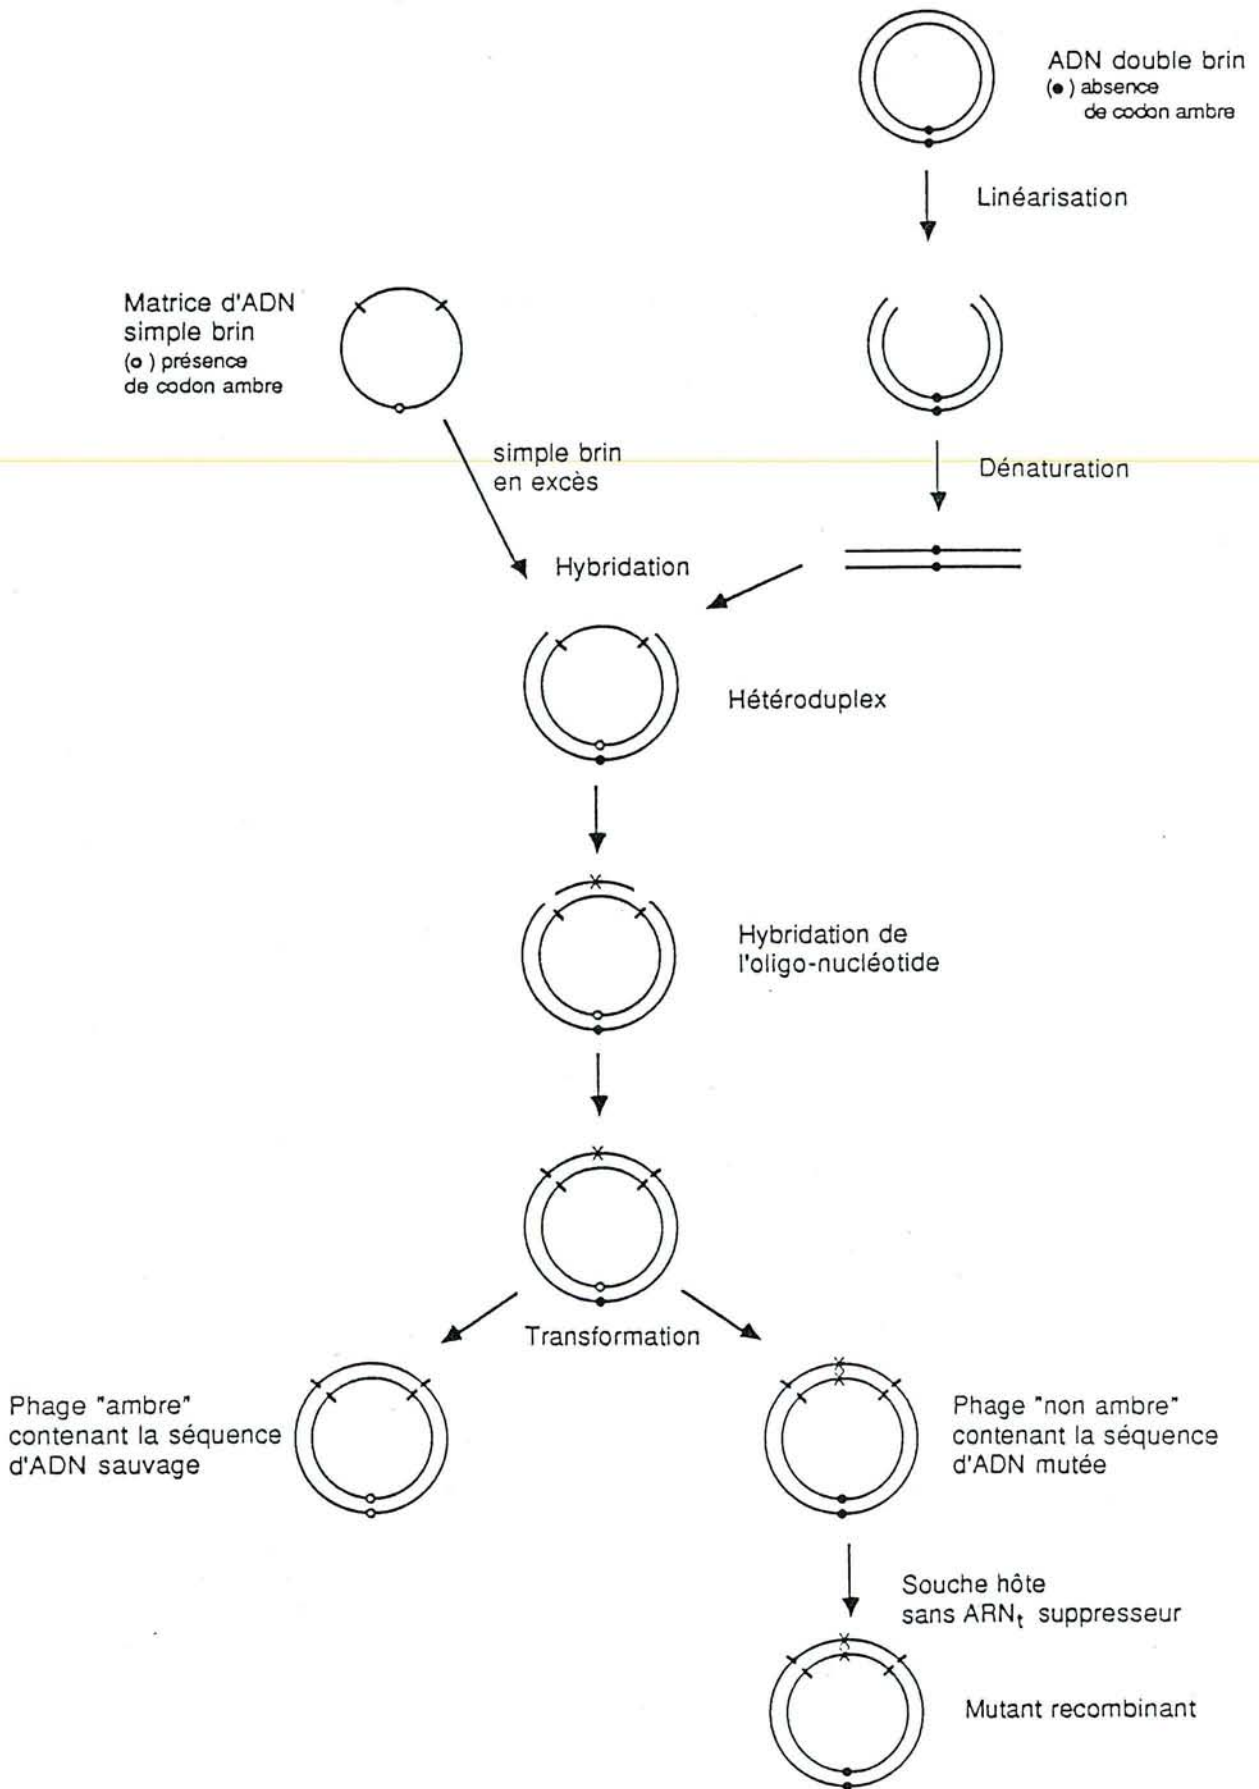 ADN double brin
(●) absence
de codon ambre
Linéarisation
Matrice d'ADN
simple brin
(o) présence
de codon ambre
simple brin
en excès
Dénaturation
Hybridation
Hétéroduplex
Hybridation de
l'oligo-nucléotide
Transformation
Phage "ambre"
contenant la séquence
d'ADN sauvage
Phage "non ambre"
contenant la séquence
d'ADN mutée
Souche hôte
sans ARNt suppresseur
Mutant recombinant